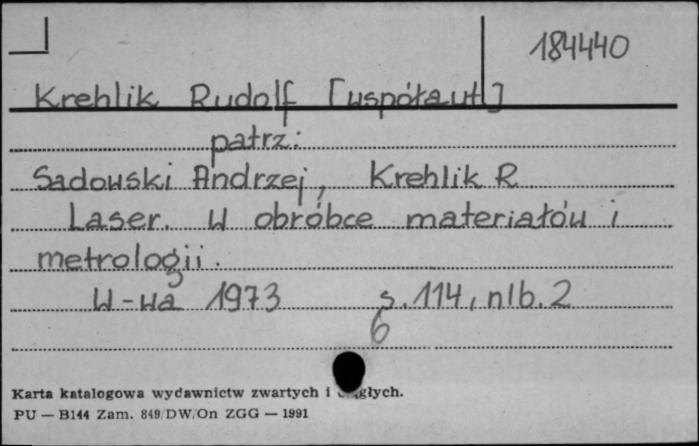 184440
Krehlik Rudolf [współaut]
patrz:
Sadowski Andrzej, Krehlik R
Laser. w obróbce materiałów i
metrologii.
W-wa 1973 s. 114, nlb. 2
6
Karta katalogowa wydawnictw zwartych i
PU — B144 Zam. 849/DW/On ZGG — 1991